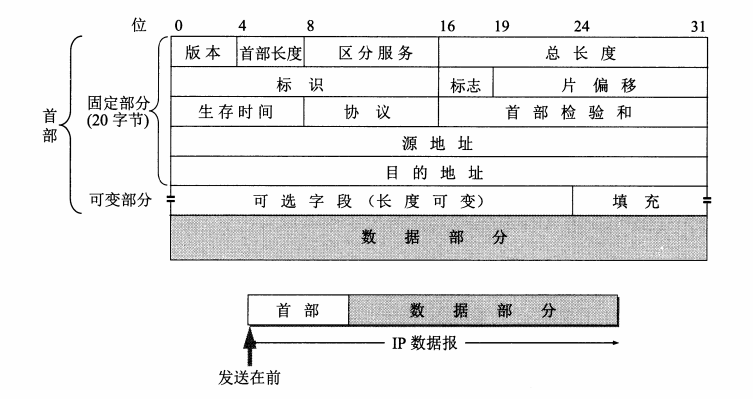 位 0 4 8 16 19 24 31
版本 首部长度 区分服务 总长度
标识 标志 片偏移
首部 固定部分 (20 字节)
生存时间 协议 首部检验和
源地址
目的地址
可变部分 可选字段（长度可变） 填充
数据部分
首部 数据部分
IP 数据报
发送在前